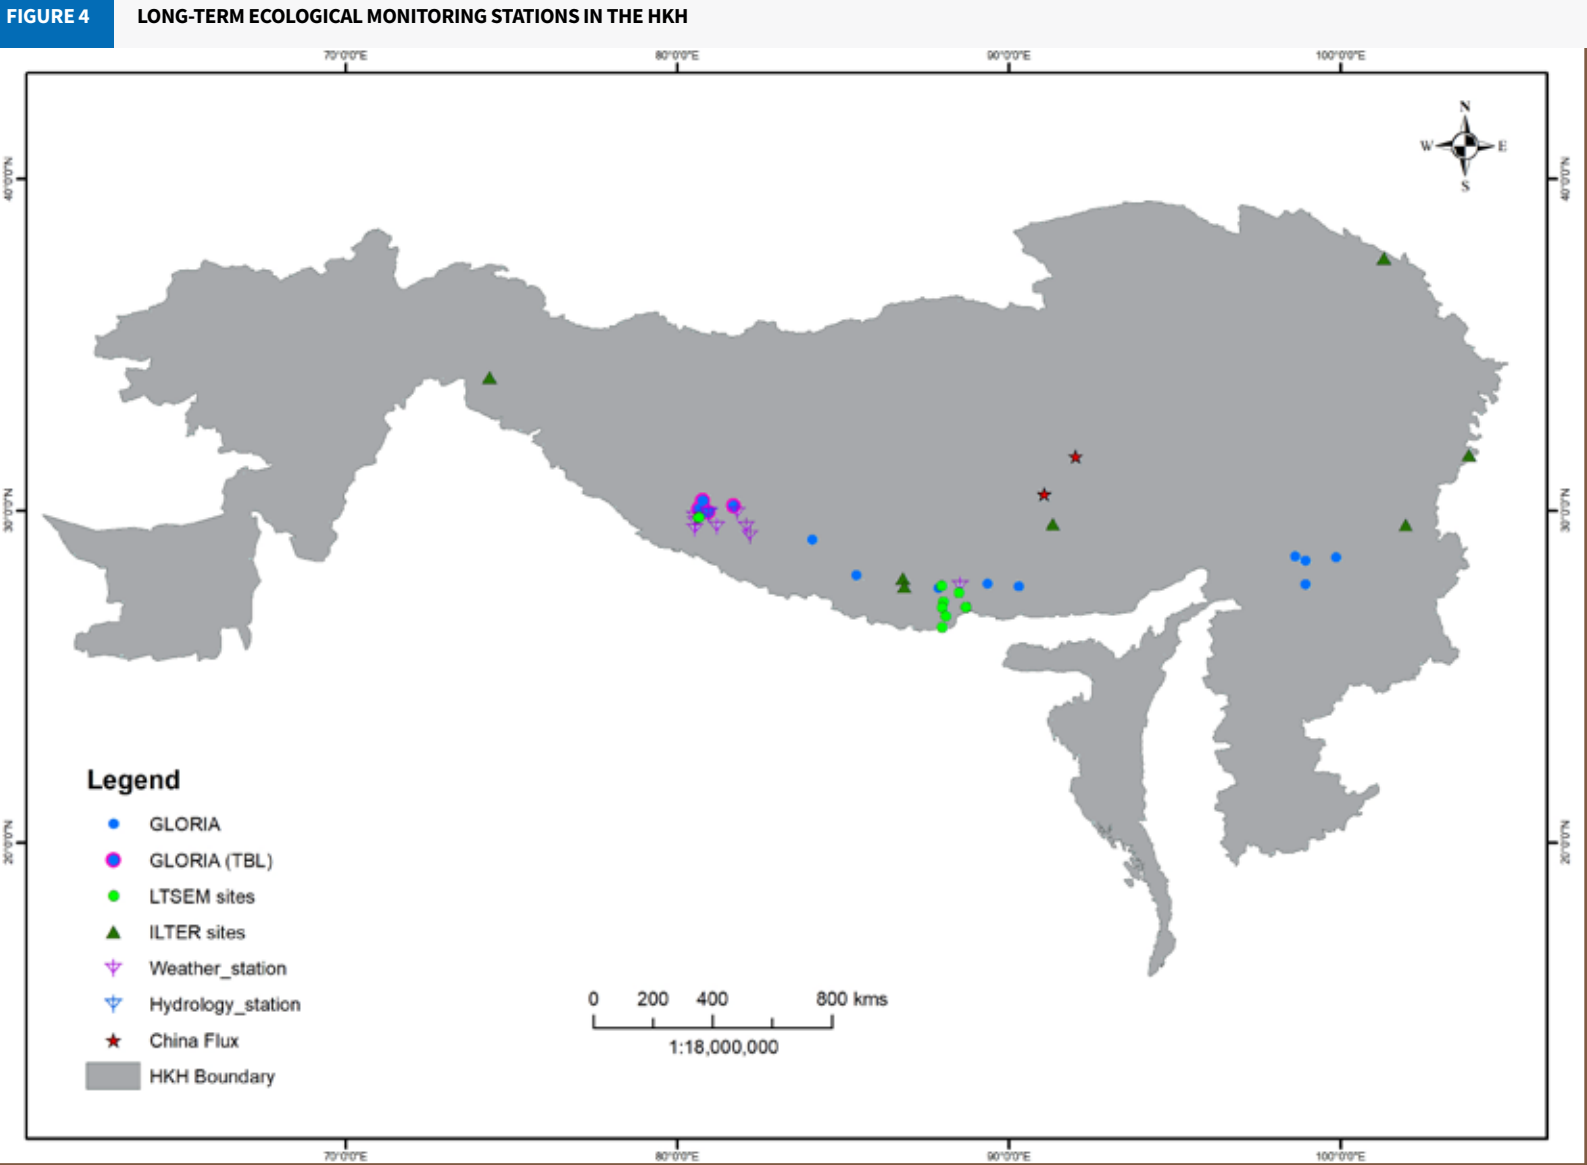 FIGURE 4 LONG-TERM ECOLOGICAL MONITORING STATIONS IN THE HKH
70°0'0"E 80°0'0"E 90°0'0"E 100°0'0"E
N
W E
S
40°0'0"N 40°0'0"N
30°0'0"N 30°0'0"N
20°0'0"N 20°0'0"N
Legend
GLORIA
GLORIA (TBL)
LTSEM sites
ILTER sites
Weather_station
Hydrology_station
China Flux
HKH Boundary
0 200 400 800 kms
1:18,000,000
70°0'0"E 80°0'0"E 90°0'0"E 100°0'0"E